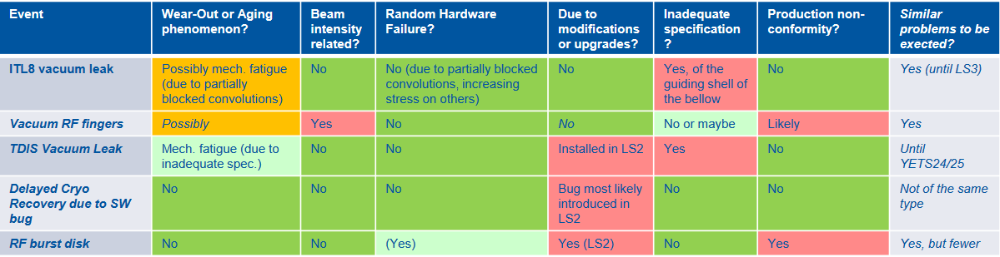 Event
Wear-Out or Aging
phenomenon?
Beam
intensity
related?
Random Hardware
Failure?
Due to
modifications
or upgrades?
Inadequate
specification
?
Production non-
conformity?
Similar
problems to be
exected?
ITL8 vacuum leak
Possibly mech. fatigue
(due to partially
blocked convolutions)
No
No (due to partially blocked
convolutions, increasing
stress on others)
No
Yes, of the
guiding shell of
the bellow
No
Yes (until LS3)
Vacuum RF fingers
Possibly
Yes
No
No
No or maybe
Likely
Yes
TDIS Vacuum Leak
Mech. fatigue (due to
inadequate spec.)
No
No
Installed in LS2
Yes
No
Until
YETS24/25
Delayed Cryo
Recovery due to SW
bug
No
No
No
Bug most likely
introduced in
LS2
No
No
Not of the same
type
RF burst disk
No
No
(Yes)
Yes (LS2)
No
Yes
Yes, but fewer